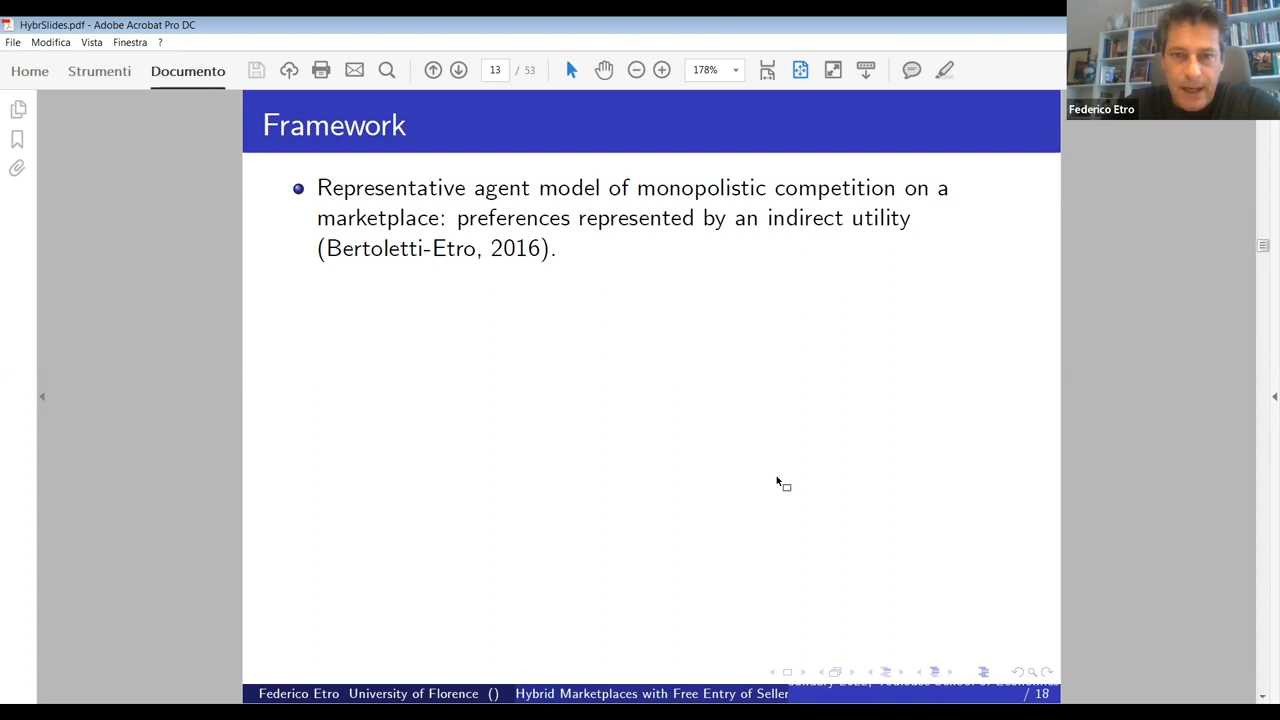 HybrSlides.pdf - Adobe Acrobat Pro DC
File Modifica Vista Finestra ?
Home Strumenti Documento 13 / 53 178%
Federico Etro
Framework
Representative agent model of monopolistic competition on a
marketplace: preferences represented by an indirect utility
(Bertoletti-Etro, 2016).
Federico Etro University of Florence () Hybrid Marketplaces with Free Entry of Seller / 18